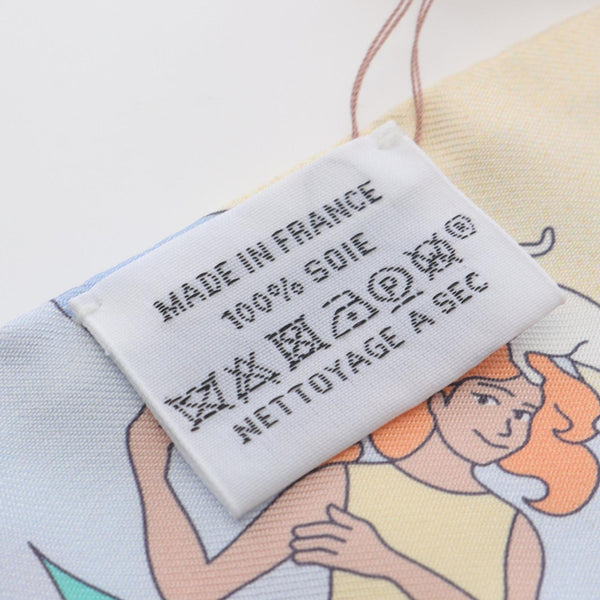 MADE IN FRANCE
100% SOIE
P ®
NETTOYAGE A SEC